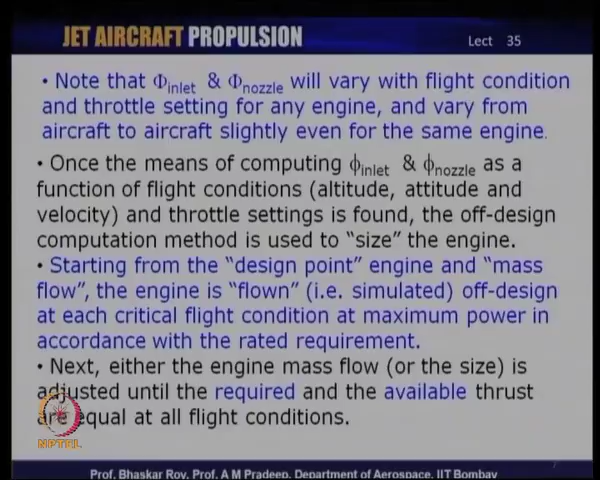 JET AIRCRAFT PROPULSION
Lect 35
• Note that Φinlet & Φnozzle will vary with flight condition
and throttle setting for any engine, and vary from
aircraft to aircraft slightly even for the same engine.
• Once the means of computing ϕinlet & ϕnozzle as a
function of flight conditions (altitude, attitude and
velocity) and throttle settings is found, the off-design
computation method is used to “size” the engine.
• Starting from the “design point” engine and “mass
flow”, the engine is “flown” (i.e. simulated) off-design
at each critical flight condition at maximum power in
accordance with the rated requirement.
• Next, either the engine mass flow (or the size) is
adjusted until the required and the available thrust
are equal at all flight conditions.
NPTEL
7
Prof. Bhaskar Roy, Prof. A M Pradeep, Department of Aerospace, IIT Bombay